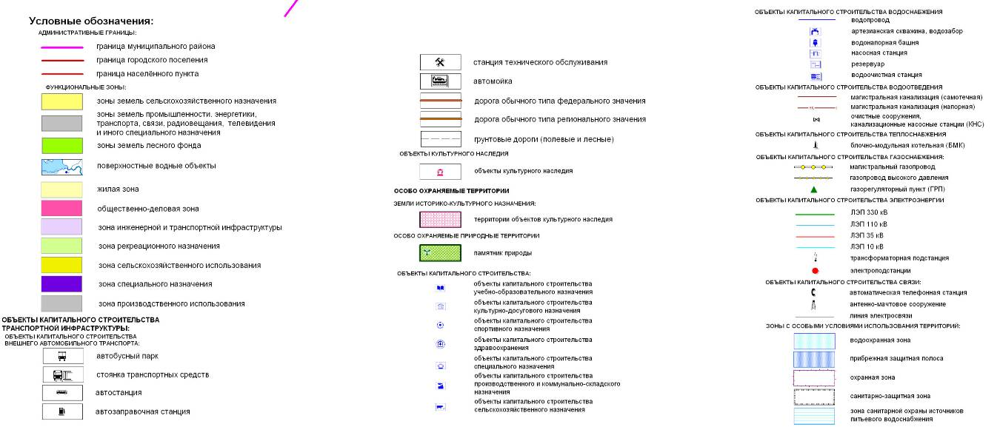 Условные обозначения:
АДМИНИСТРАТИВНЫЕ ГРАНИЦЫ:
граница муниципального района
граница городского поселения
граница населённого пункта
ФУНКЦИОНАЛЬНЫЕ ЗОНЫ:
зоны земель сельскохозяйственного назначения
зоны земель промышленности, энергетики,
транспорта, связи, радиовещания, телевидения
и иного специального назначения
зоны земель лесного фонда
поверхностные водные объекты
жилая зона
общественно-деловая зона
зона инженерной и транспортной инфраструктуры
зона рекреационного назначения
зона сельскохозяйственного использования
зона специального назначения
зона производственного использования
ОБЪЕКТЫ КАПИТАЛЬНОГО СТРОИТЕЛЬСТВА
ТРАНСПОРТНОЙ ИНФРАСТРУКТУРЫ:
ОБЪЕКТЫ КАПИТАЛЬНОГО СТРОИТЕЛЬСТВА
ВНЕШНЕГО АВТОМОБИЛЬНОГО ТРАНСПОРТА:
автобусный парк
стоянка транспортных средств
автостанция
автозаправочная станция
станция технического обслуживания
автомойка
дорога обычного типа федерального значения
дорога обычного типа регионального значения
грунтовые дороги (полевые и лесные)
ОБЪЕКТЫ КУЛЬТУРНОГО НАСЛЕДИЯ
объекты культурного наследия
ОСОБО ОХРАНЯЕМЫЕ ТЕРРИТОРИИ
ЗЕМЛИ ИСТОРИКО-КУЛЬТУРНОГО НАЗНАЧЕНИЯ:
территории объектов культурного наследия
ОСОБО ОХРАНЯЕМЫЕ ПРИРОДНЫЕ ТЕРРИТОРИИ
памятник природы
ОБЪЕКТЫ КАПИТАЛЬНОГО СТРОИТЕЛЬСТВА:
объекты капитального строительства
учебно-образовательного назначения
объекты капитального строительства
культурно-досугового назначения
объекты капитального строительства
спортивного назначения
объекты капитального строительства
здравоохранения
объекты капитального строительства
специального назначения
объекты капитального строительства
производственного и коммунально-складского
назначения
объекты капитального строительства
сельскохозяйственного назначения
ОБЪЕКТЫ КАПИТАЛЬНОГО СТРОИТЕЛЬСТВА ВОДОСНАБЖЕНИЯ
водопровод
артезианская скважина, водозабор
водонапорная башня
насосная станция
резервуар
водоочистная станция
ОБЪЕКТЫ КАПИТАЛЬНОГО СТРОИТЕЛЬСТВА ВОДООТВЕДЕНИЯ
магистральная канализация (самотечная)
магистральная канализация (напорная)
очистные сооружения,
канализационные насосные станции (КНС)
ОБЪЕКТЫ КАПИТАЛЬНОГО СТРОИТЕЛЬСТВА ТЕПЛОСНАБЖЕНИЯ
блочно-модульная котельная (БМК)
ОБЪЕКТЫ КАПИТАЛЬНОГО СТРОИТЕЛЬСТВА ГАЗОСНАБЖЕНИЯ:
магистральный газопровод
газопровод высокого давления
газорегуляторный пункт (ГРП)
ОБЪЕКТЫ КАПИТАЛЬНОГО СТРОИТЕЛЬСТВА ЭЛЕКТРОЭНЕРГИИ
ЛЭП 330 кВ
ЛЭП 110 кВ
ЛЭП 35 кВ
ЛЭП 10 кВ
трансформаторная подстанция
электроподстанции
ОБЪЕКТЫ КАПИТАЛЬНОГО СТРОИТЕЛЬСТВА СВЯЗИ:
автоматическая телефонная станция
антенно-мачтовое сооружение
линия электросвязи
ЗОНЫ С ОСОБЫМИ УСЛОВИЯМИ ИСПОЛЬЗОВАНИЯ ТЕРРИТОРИЙ:
водоохранная зона
прибрежная защитная полоса
охранная зона
санитарно-защитная зона
зона санитарной охраны источников
питьевого водоснабжения